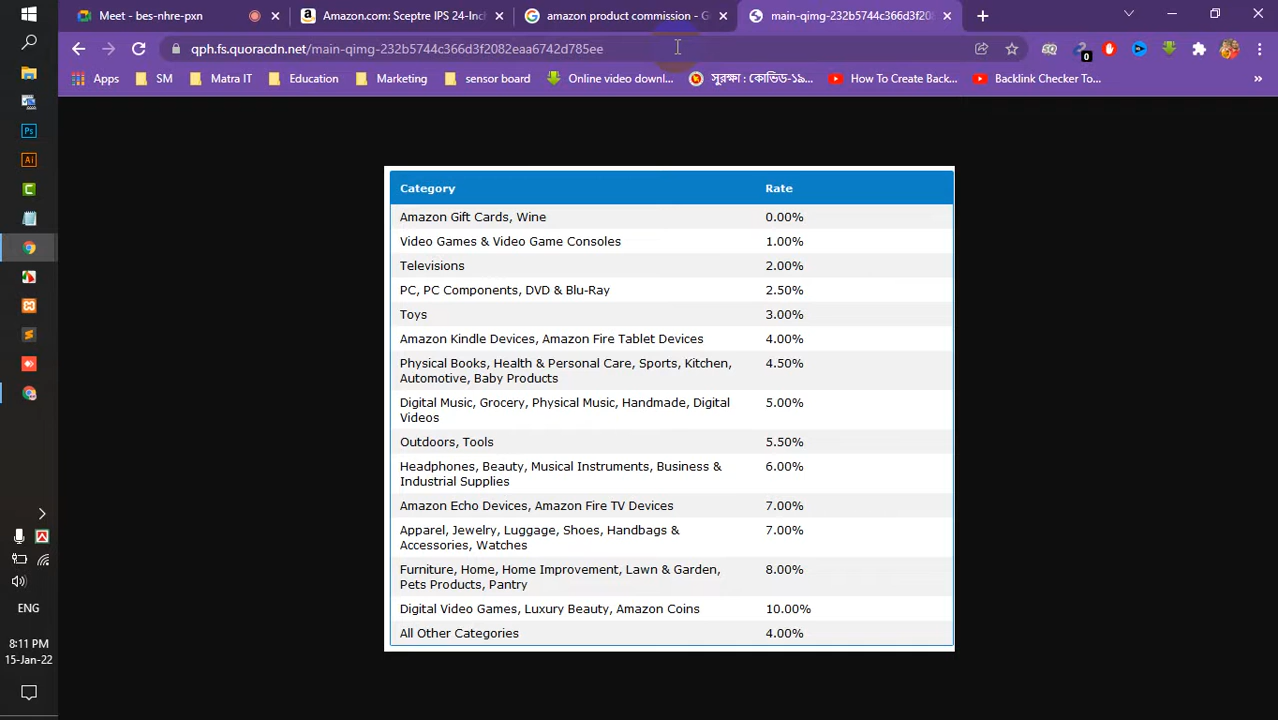 Meet - bes-nhre-pxn
Amazon.com: Sceptre IPS 24-Inc
amazon product commission - G
main-qimg-232b5744c366d3f208
qph.fs.quoracdn.net/main-qimg-232b5744c366d3f2082eaa6742d785ee
0
Apps
SM
Matra IT
Education
Marketing
sensor board
Online video downl...
সুরক্ষা : কোভিড-১৯...
How To Create Back...
Backlink Checker To...
»
Category Rate
Amazon Gift Cards, Wine 0.00%
Video Games & Video Game Consoles 1.00%
Televisions 2.00%
PC, PC Components, DVD & Blu-Ray 2.50%
Toys 3.00%
Amazon Kindle Devices, Amazon Fire Tablet Devices 4.00%
Physical Books, Health & Personal Care, Sports, Kitchen, 4.50%
Automotive, Baby Products
Digital Music, Grocery, Physical Music, Handmade, Digital 5.00%
Videos
Outdoors, Tools 5.50%
Headphones, Beauty, Musical Instruments, Business & 6.00%
Industrial Supplies
Amazon Echo Devices, Amazon Fire TV Devices 7.00%
Apparel, Jewelry, Luggage, Shoes, Handbags & 7.00%
Accessories, Watches
Furniture, Home, Home Improvement, Lawn & Garden, 8.00%
Pets Products, Pantry
Digital Video Games, Luxury Beauty, Amazon Coins 10.00%
All Other Categories 4.00%
Ps
Ai
ENG
8:11 PM
15-Jan-22